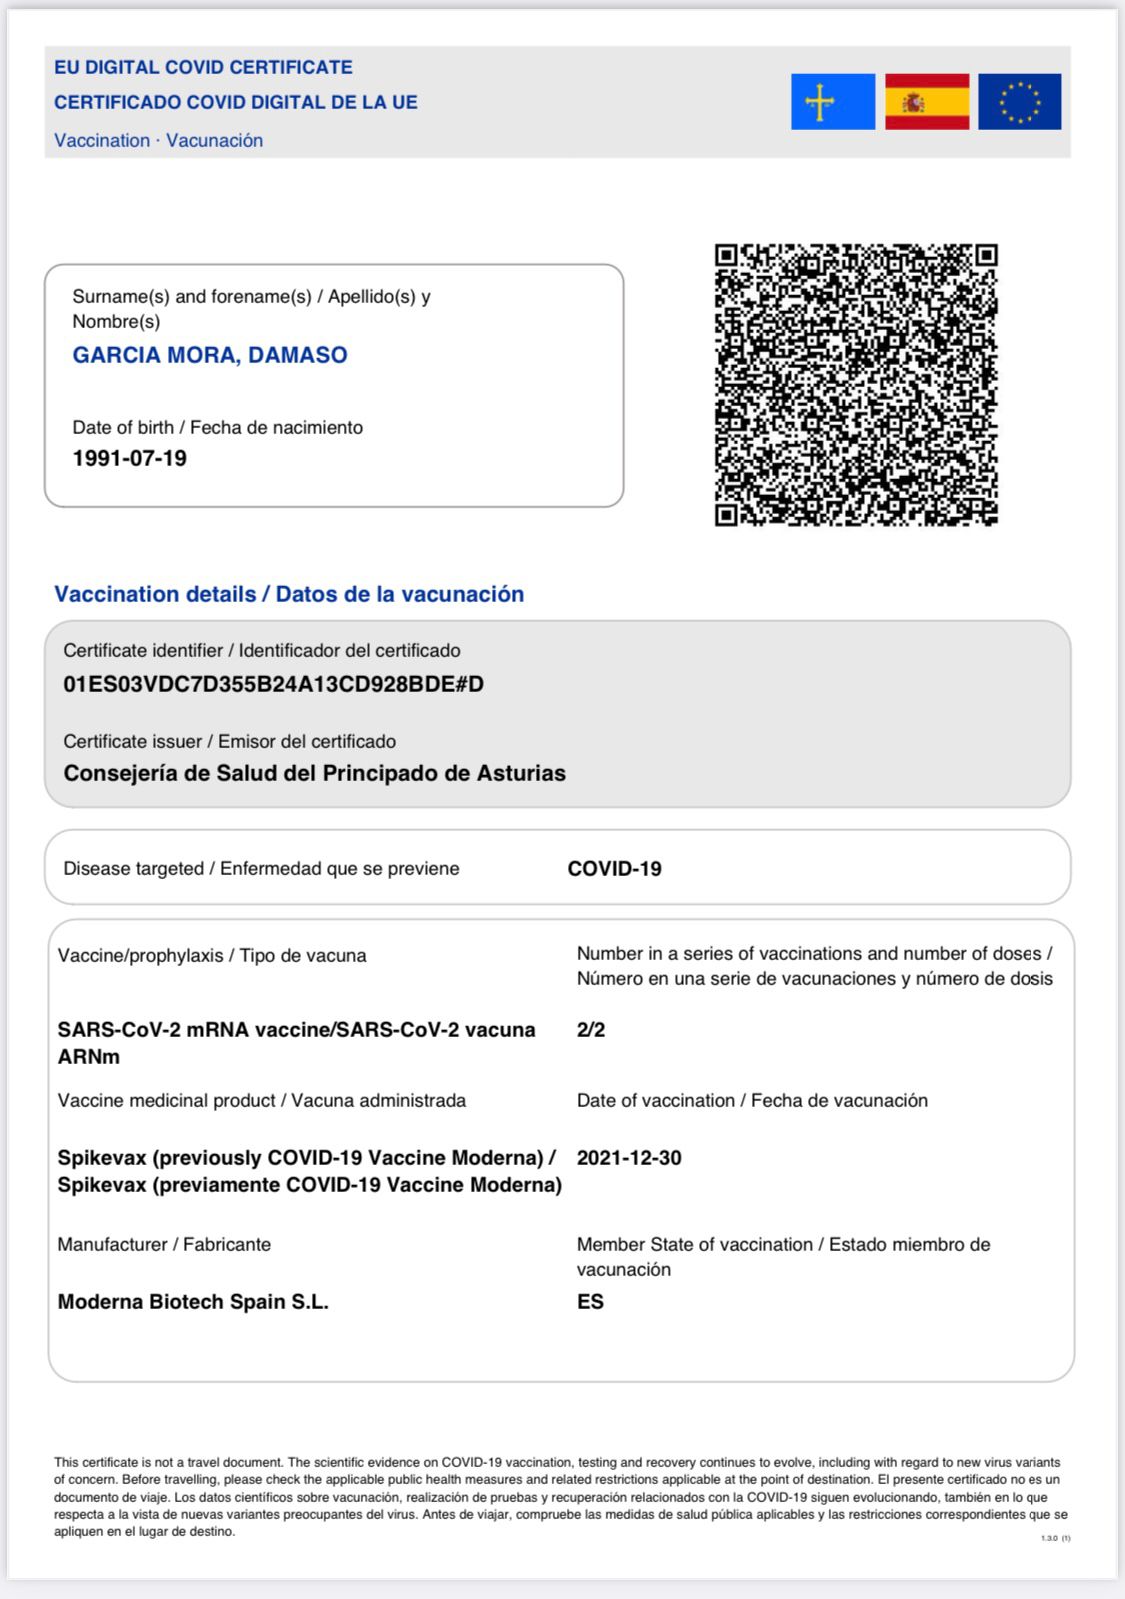 EU DIGITAL COVID CERTIFICATE
CERTIFICADO COVID DIGITAL DE LA UE
Vaccination · Vacunación
Surname(s) and forename(s) / Apellido(s) y
Nombre(s)
GARCIA MORA, DAMASO
Date of birth / Fecha de nacimiento
1991-07-19
Vaccination details / Datos de la vacunación
Certificate identifier / Identificador del certificado
01ES03VDC7D355B24A13CD928BDE#D
Certificate issuer / Emisor del certificado
Consejería de Salud del Principado de Asturias
Disease targeted / Enfermedad que se previene
COVID-19
Vaccine/prophylaxis / Tipo de vacuna
Number in a series of vaccinations and number of doses /
Número en una serie de vacunaciones y número de dosis
SARS-CoV-2 mRNA vaccine/SARS-CoV-2 vacuna
ARNm
2/2
Vaccine medicinal product / Vacuna administrada
Date of vaccination / Fecha de vacunación
Spikevax (previously COVID-19 Vaccine Moderna) /
Spikevax (previamente COVID-19 Vaccine Moderna)
2021-12-30
Manufacturer / Fabricante
Member State of vaccination / Estado miembro de
vacunación
Moderna Biotech Spain S.L.
ES
This certificate is not a travel document. The scientific evidence on COVID-19 vaccination, testing and recovery continues to evolve, including with regard to new virus variants
of concern. Before travelling, please check the applicable public health measures and related restrictions applicable at the point of destination. El presente certificado no es un
documento de viaje. Los datos científicos sobre vacunación, realización de pruebas y recuperación relacionados con la COVID-19 siguen evolucionando, también en lo que
respecta a la vista de nuevas variantes preocupantes del virus. Antes de viajar, compruebe las medidas de salud pública aplicables y las restricciones correspondientes que se
apliquen en el lugar de destino.
1.3.0 (1)